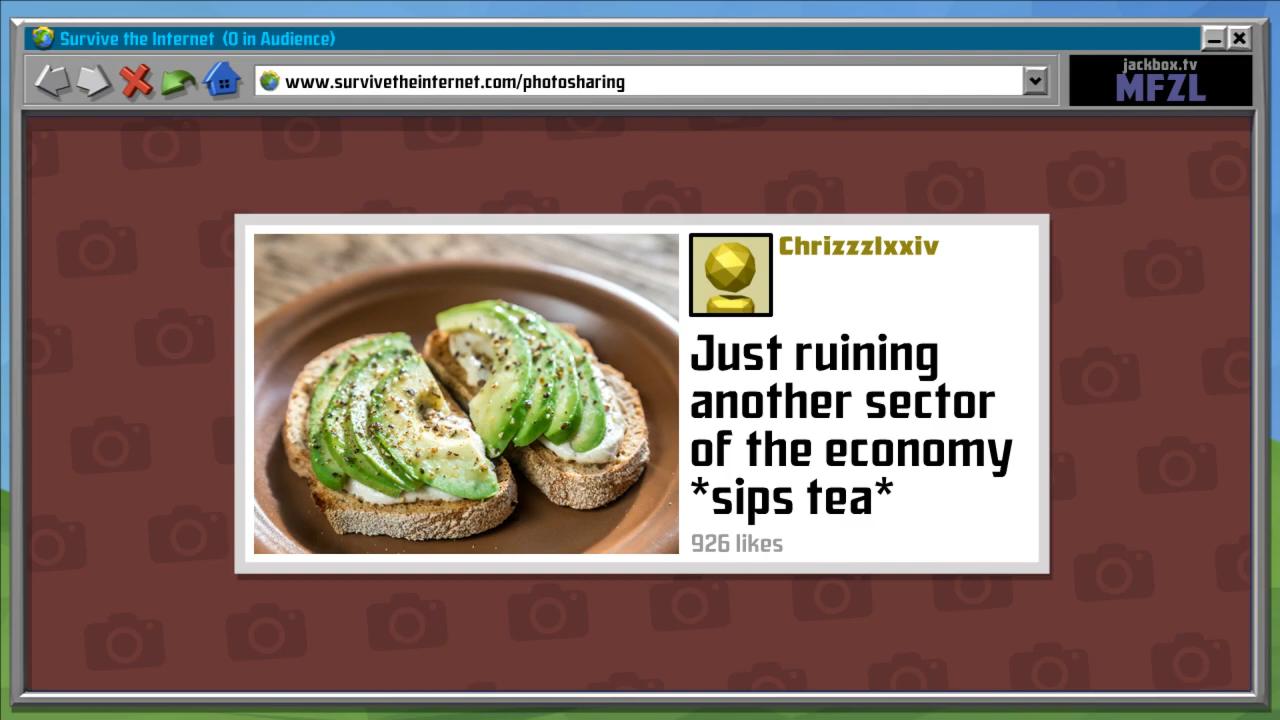 Survive the Internet (0 in Audience)
www.survivetheinternet.com/photosharing
jackbox.tv
MFZL
Chrizzzlxxiv
Just ruining
another sector
of the economy
*sips tea*
926 likes